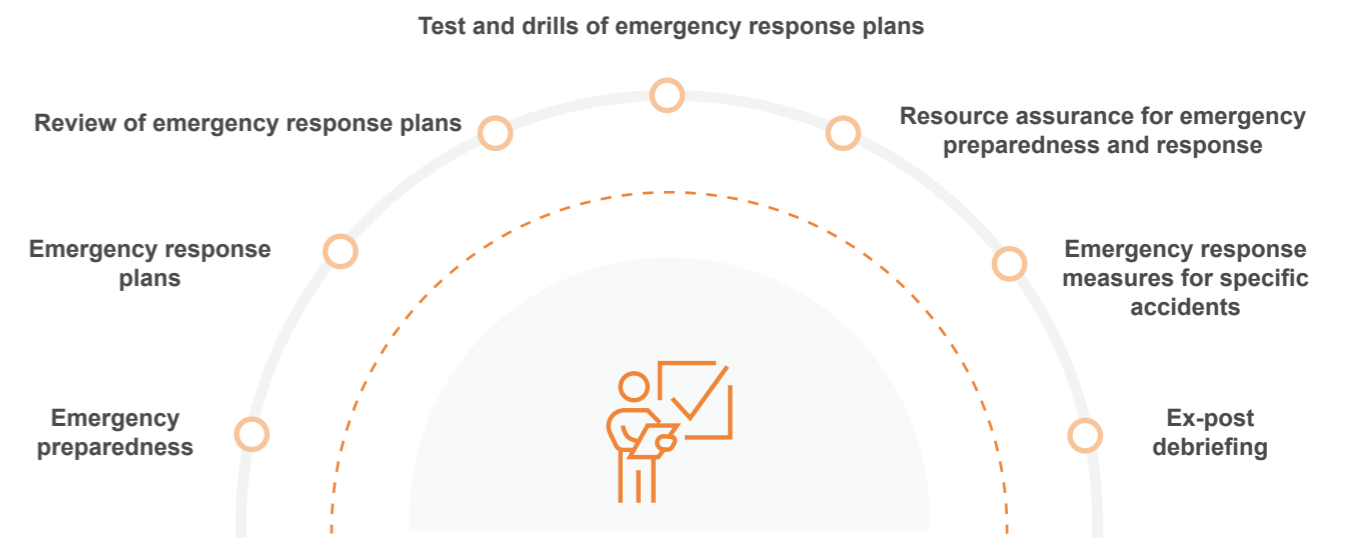 Test and drills of emergency response plans
Review of emergency response plans
Resource assurance for emergency
preparedness and response
Emergency response
plans
Emergency response
measures for specific
accidents
Emergency
preparedness
Ex-post
debriefing